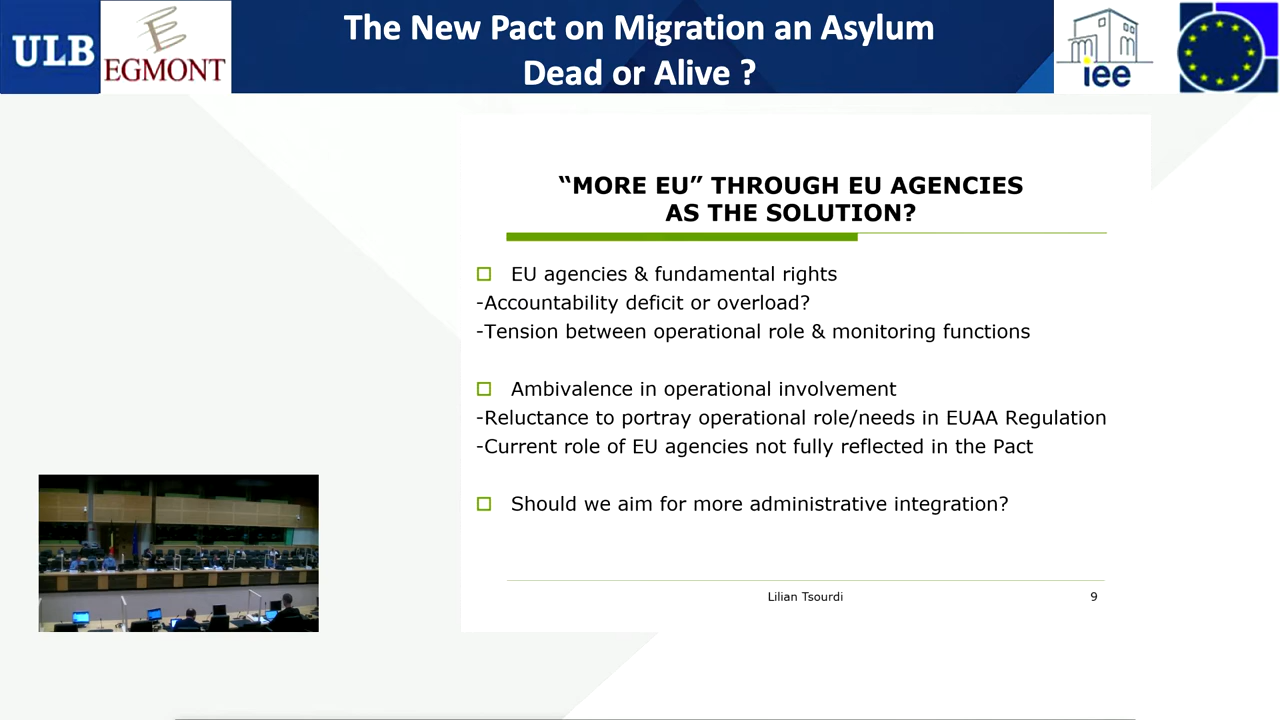 ULB
EGMONT
The New Pact on Migration an Asylum
Dead or Alive ?
iee
“MORE EU” THROUGH EU AGENCIES
AS THE SOLUTION?
EU agencies & fundamental rights
-Accountability deficit or overload?
-Tension between operational role & monitoring functions
Ambivalence in operational involvement
-Reluctance to portray operational role/needs in EUAA Regulation
-Current role of EU agencies not fully reflected in the Pact
Should we aim for more administrative integration?
Lilian Tsourdi
9